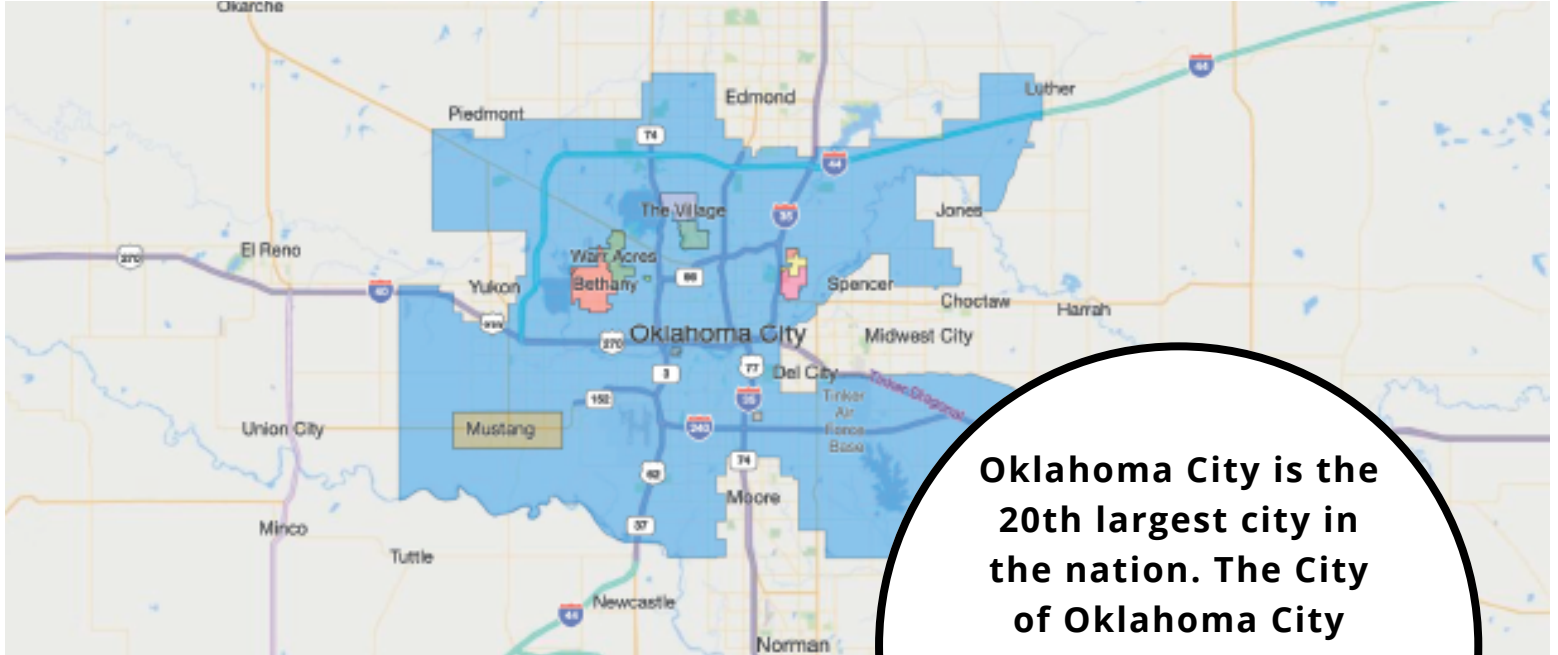 Okarche
Luther
Edmond
Piedmont
74
44
44
The Village
Jones
35
El Reno
270
Warr Acres
66
Bethany
Spencer
Yukon
40
Choctaw
Harrah
Oklahoma City
Midwest City
270
77
Del City
3
Tinker Diagonal
152
35
Tinker
Air
Force
Base
240
Union City
Mustang
74
62
Moore
37
Minco
Tuttle
Newcastle
44
Norman
Oklahoma City is the
20th largest city in
the nation. The City
of Oklahoma City